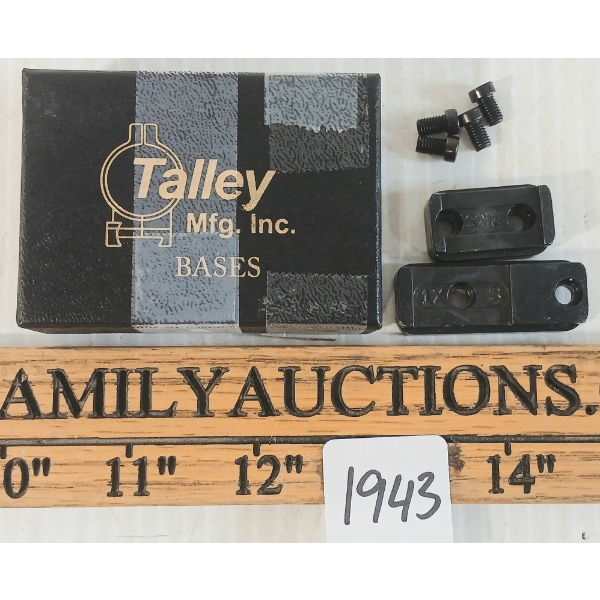 Talley
Mfg. Inc.
BASES
AMILYAUCTIONS.
0" 11" 12" 14"
1943